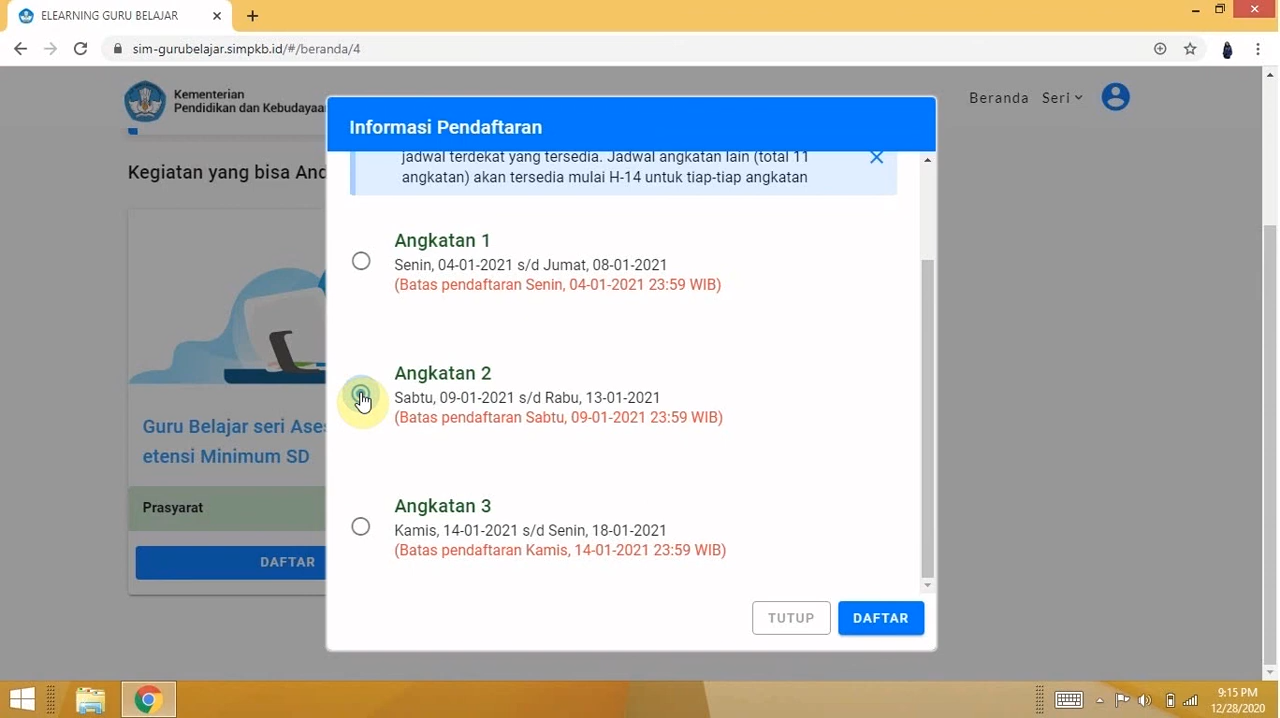 ELEARNING GURU BELAJAR
sim-gurubelajar.simpkb.id/#/beranda/4
Kementerian
Pendidikan dan Kebudayaan
Beranda Seri
Informasi Pendaftaran
jadwal terdekat yang tersedia. Jadwal angkatan lain (total 11
angkatan) akan tersedia mulai H-14 untuk tiap-tiap angkatan
Kegiatan yang bisa And
Angkatan 1
Senin, 04-01-2021 s/d Jumat, 08-01-2021
(Batas pendaftaran Senin, 04-01-2021 23:59 WIB)
Angkatan 2
Sabtu, 09-01-2021 s/d Rabu, 13-01-2021
(Batas pendaftaran Sabtu, 09-01-2021 23:59 WIB)
Guru Belajar seri Ases
etensi Minimum SD
Prasyarat
DAFTAR
Angkatan 3
Kamis, 14-01-2021 s/d Senin, 18-01-2021
(Batas pendaftaran Kamis, 14-01-2021 23:59 WIB)
TUTUP DAFTAR
9:15 PM
12/28/2020